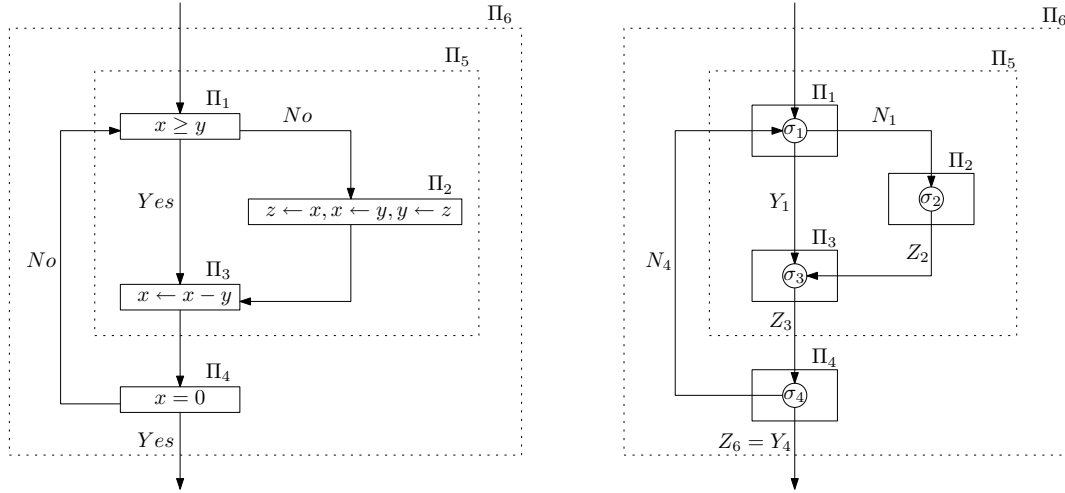 Π₆
Π₅
Π₁
x ≥ y
No
Π₂
Yes
z ← x, x ← y, y ← z
No
Π₃
x ← x − y
Π₄
x = 0
Yes
Π₆
Π₅
Π₁
σ₁
N₁
Π₂
Y₁
σ₂
Π₃
N₄
Z₂
σ₃
Z₃
Π₄
σ₄
Z₆ = Y₄